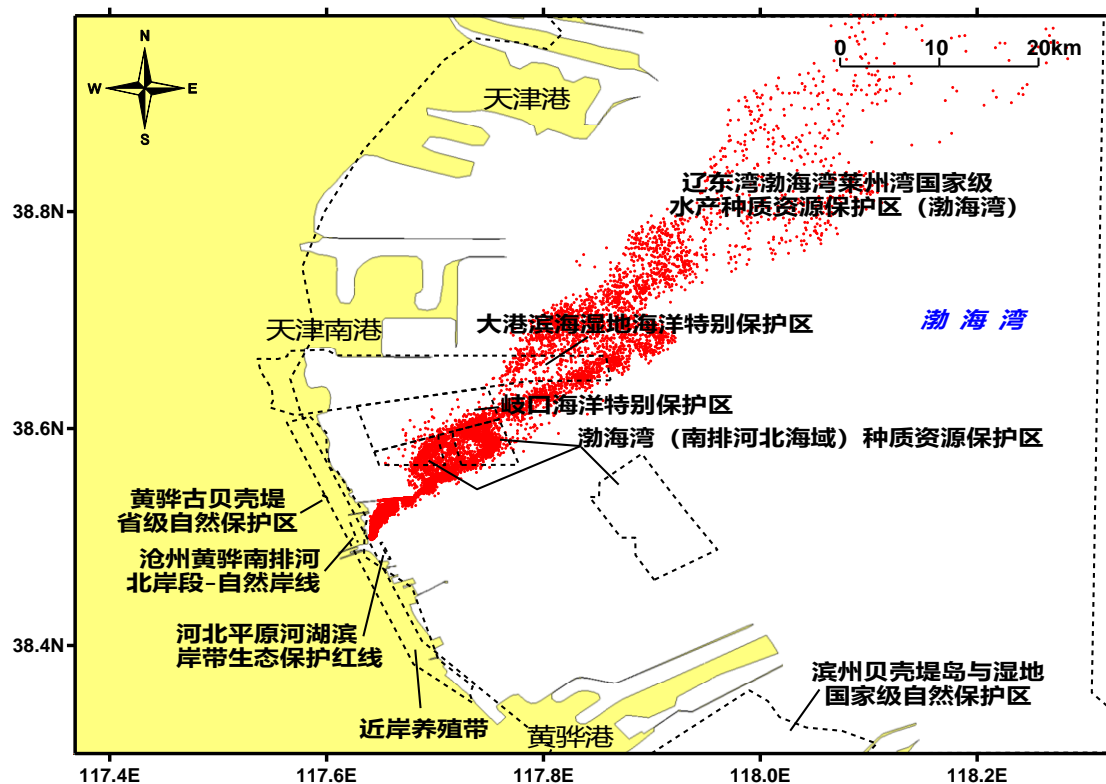 N
W
E
S
0
10
20km
天津港
辽东湾渤海湾莱州湾国家级
水产种质资源保护区（渤海湾）
38.8N
渤 海 湾
大港滨海湿地海洋特别保护区
天津南港
岐口海洋特别保护区
38.6N
渤海湾（南排河北海域）种质资源保护区
黄骅古贝壳堤
省级自然保护区
沧州黄骅南排河
北岸段-自然岸线
河北平原河湖滨
岸带生态保护红线
38.4N
滨州贝壳堤岛与湿地
国家级自然保护区
近岸养殖带
黄骅港
117.4E
117.6E
117.8E
118.0E
118.2E